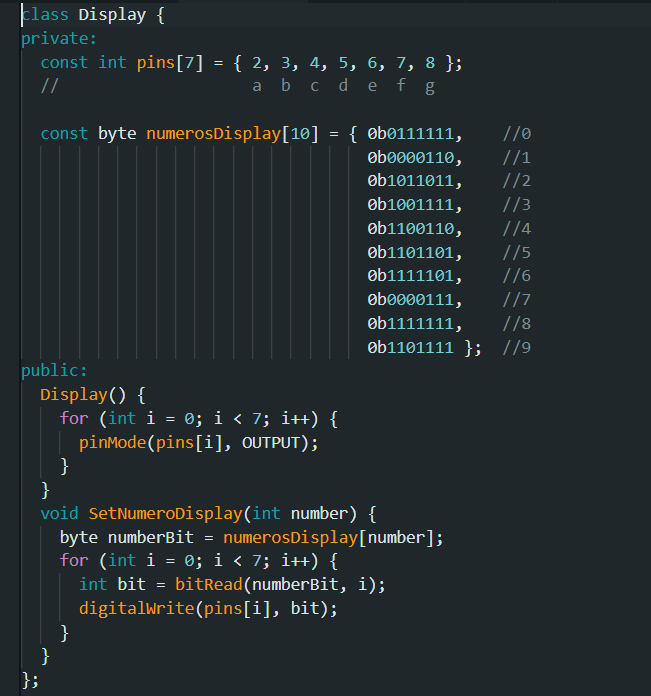 class Display {
private:
  const int pins[7] = { 2, 3, 4, 5, 6, 7, 8 };
  //                    a  b  c  d  e  f  g
  const byte numerosDisplay[10] = { 0b0111111,    //0
                                    0b0000110,    //1
                                    0b1011011,    //2
                                    0b1001111,    //3
                                    0b1100110,    //4
                                    0b1101101,    //5
                                    0b1111101,    //6
                                    0b0000111,    //7
                                    0b1111111,    //8
                                    0b1101111 };  //9
public:
  Display() {
    for (int i = 0; i < 7; i++) {
      pinMode(pins[i], OUTPUT);
    }
  }
  void SetNumeroDisplay(int number) {
    byte numberBit = numerosDisplay[number];
    for (int i = 0; i < 7; i++) {
      int bit = bitRead(numberBit, i);
      digitalWrite(pins[i], bit);
    }
  }
};